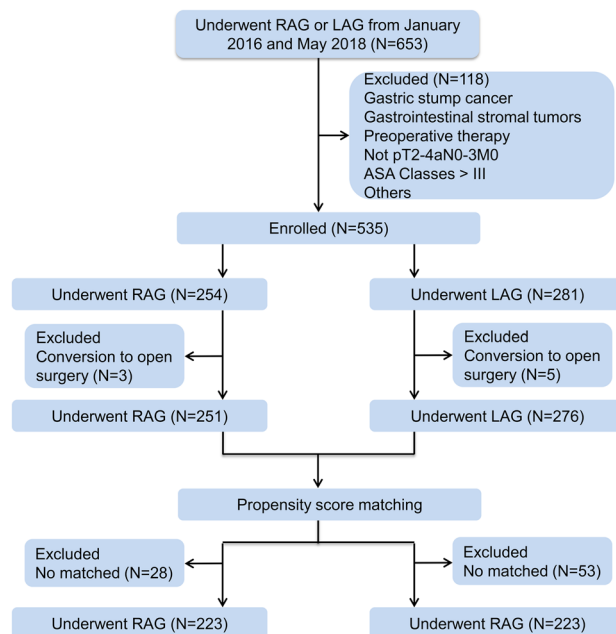 Underwent RAG or LAG from January
2016 and May 2018 (N=653)
Excluded (N=118)
Gastric stump cancer
Gastrointestinal stromal tumors
Preoperative therapy
Not pT2-4aN0-3M0
ASA Classes > III
Others
Enrolled (N=535)
Underwent RAG (N=254)
Underwent LAG (N=281)
Excluded
Conversion to open
surgery (N=3)
Excluded
Conversion to open
surgery (N=5)
Underwent RAG (N=251)
Underwent LAG (N=276)
Propensity score matching
Excluded
No matched (N=28)
Excluded
No matched (N=53)
Underwent RAG (N=223)
Underwent RAG (N=223)